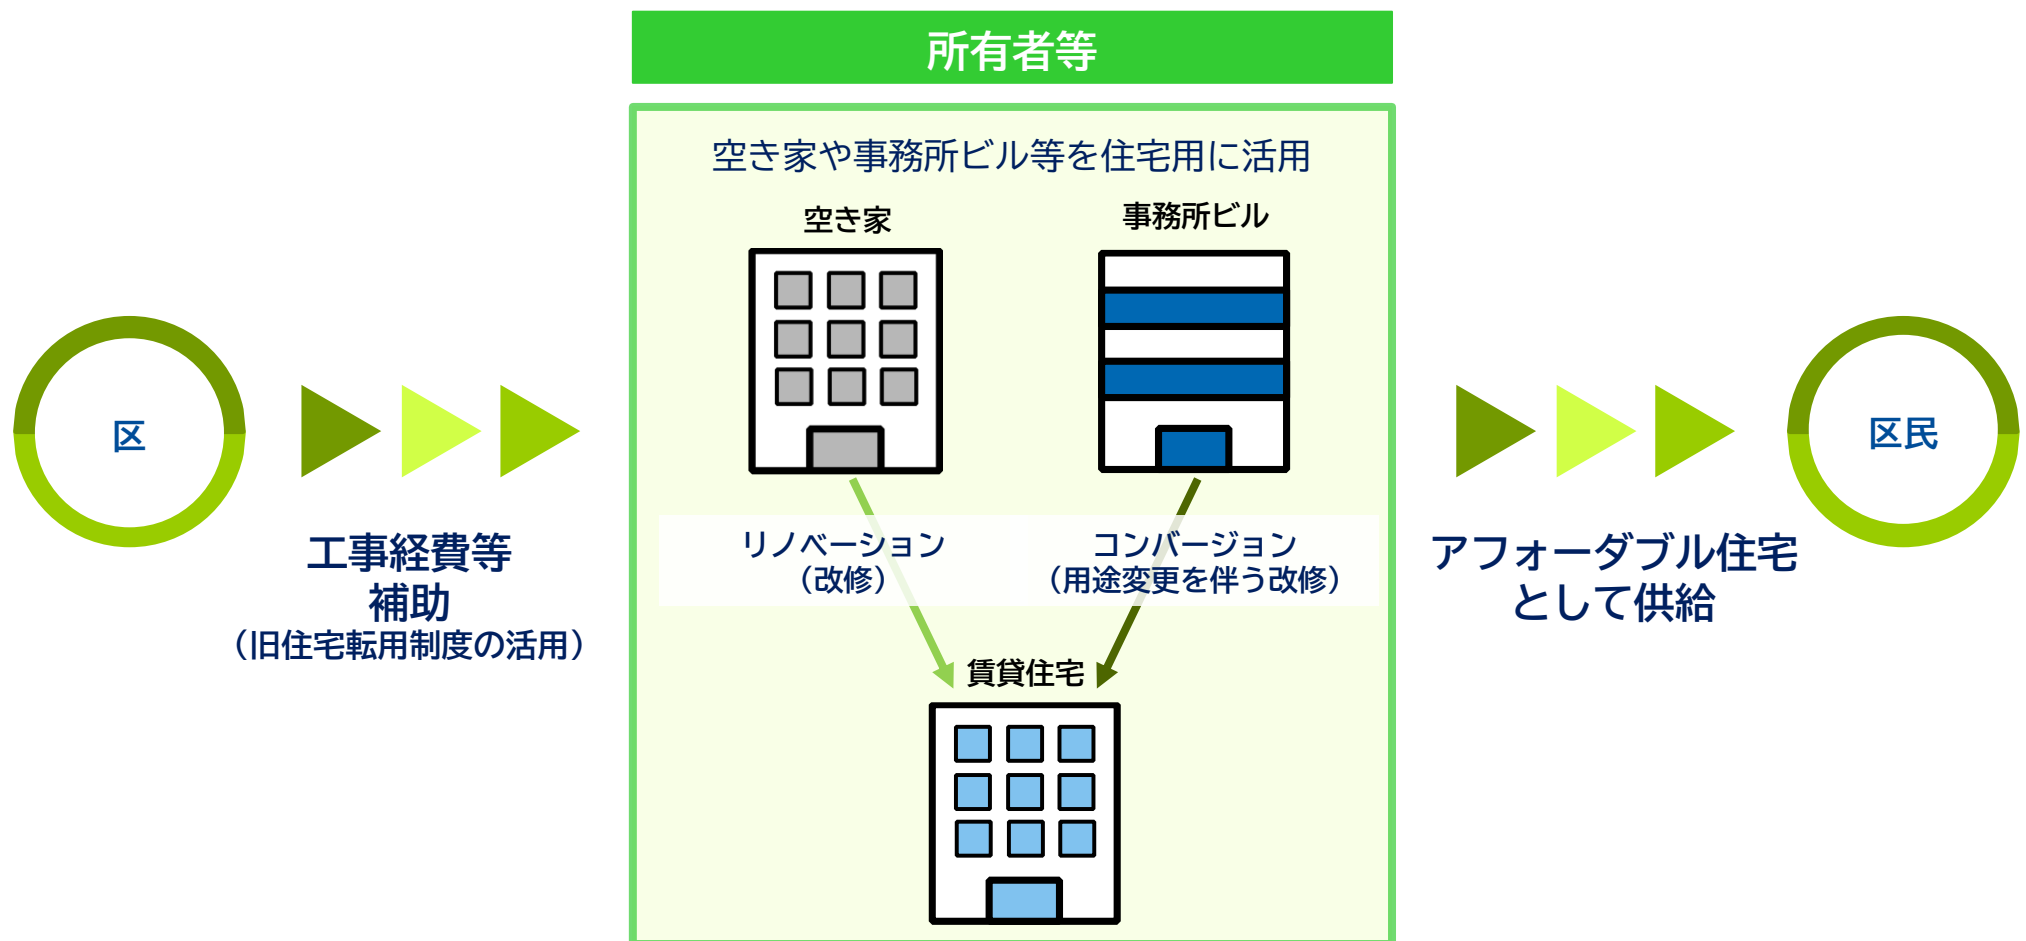 所有者等
空き家や事務所ビル等を住宅用に活用
空き家
事務所ビル
区
工事経費等
補助
（旧住宅転用制度の活用）
リノベーション
（改修）
コンバージョン
（用途変更を伴う改修）
賃貸住宅
アフォーダブル住宅
として供給
区民